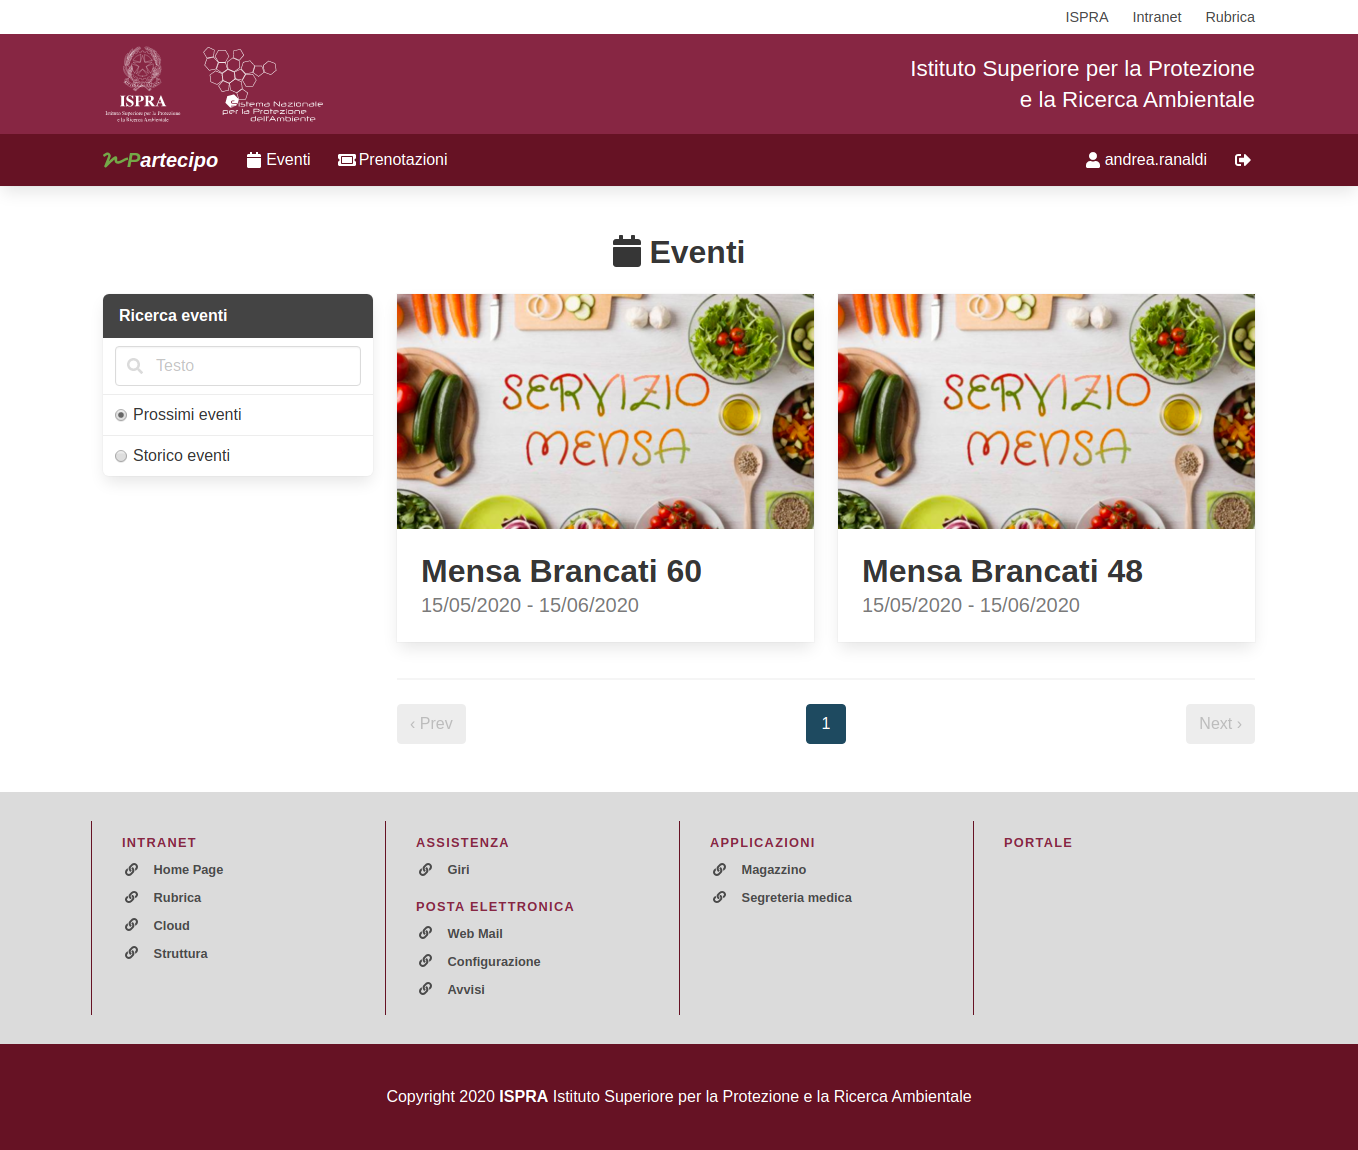 ISPRA Intranet Rubrica
ISPRA
Istituto Superiore per la Protezione
e la Ricerca Ambientale
Sistema Nazionale
per la Protezione
dell'Ambiente
Istituto Superiore per la Protezione
e la Ricerca Ambientale
Partecipo Eventi Prenotazioni andrea.ranaldi
Eventi
Ricerca eventi
Testo
Prossimi eventi
Storico eventi
SERVIZIO
MENSA
Mensa Brancati 60
15/05/2020 - 15/06/2020
SERVIZIO
MENSA
Mensa Brancati 48
15/05/2020 - 15/06/2020
‹ Prev 1 Next ›
INTRANET
Home Page
Rubrica
Cloud
Struttura
ASSISTENZA
Giri
POSTA ELETTRONICA
Web Mail
Configurazione
Avvisi
APPLICAZIONI
Magazzino
Segreteria medica
PORTALE
Copyright 2020 ISPRA Istituto Superiore per la Protezione e la Ricerca Ambientale